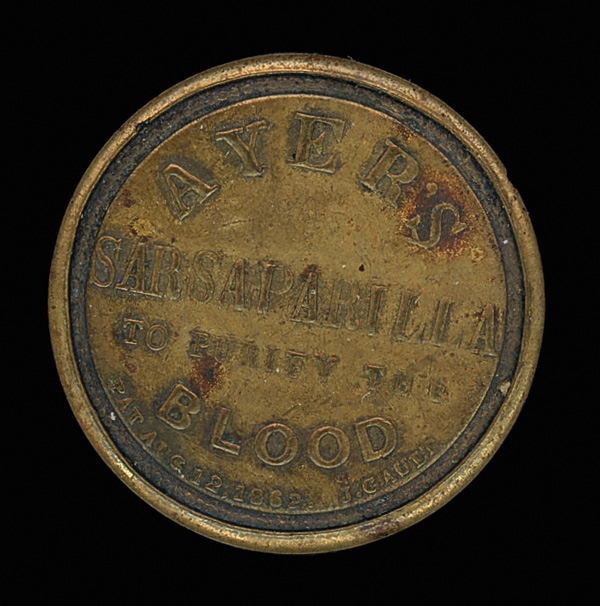 AYER'S
SARSAPARILLA
TO PURIFY THE
BLOOD
PAT. AUG. 12. 1862. J. GAULT